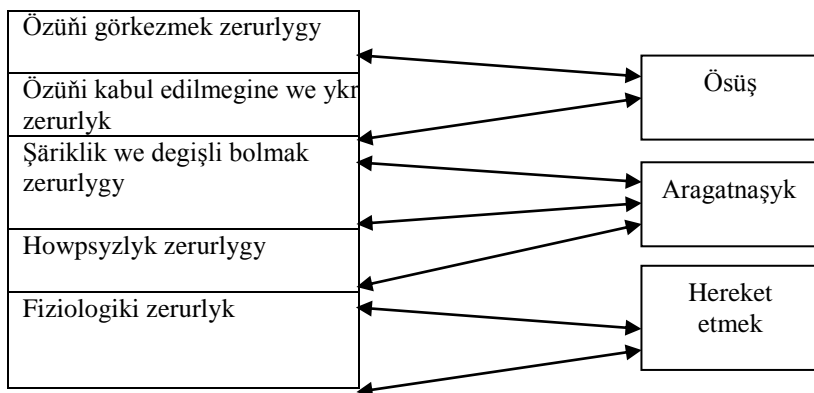 Özüňi görkezmek zerurlygy
Özüňi kabul edilmegine we ykr
zerurlyk
Şäriklik we degişli bolmak
zerurlygy
Howpsyzlyk zerurlygy
Fiziologiki zerurlyk
Ösüş
Aragatnaşyk
Hereket
etmek